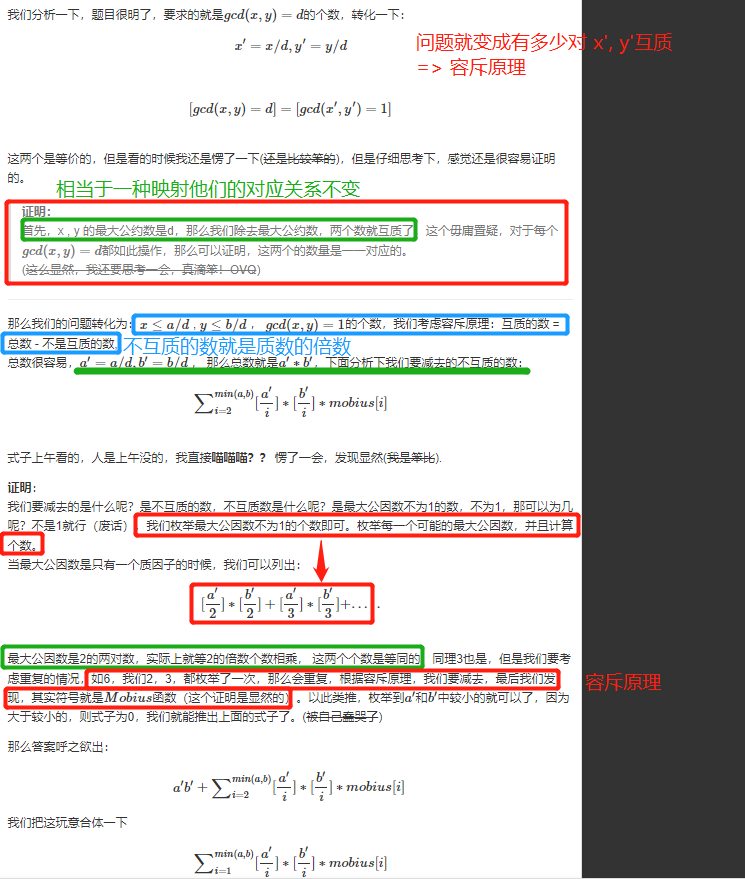 我们分析一下，题目很明了，要求的就是gcd(x, y) = d的个数，转化一下：
x′ = x/d, y′ = y/d
问题就变成有多少对 x', y'互质
=> 容斥原理
[gcd(x, y) = d] = [gcd(x′, y′) = 1]
这两个是等价的，但是看的时候我还是愣了一下(还是比较笨的)，但是仔细思考下，感觉还是很容易证明
的。
相当于一种映射他们的对应关系不变
证明：
首先，x , y 的最大公约数是d，那么我们除去最大公约数，两个数就互质了，这个毋庸置疑，对于每个
gcd(x, y) = d都如此操作，那么可以证明，这两个的数量是一一对应的。
(这么显然，我还要思考一会，真滴笨！OVQ)
那么我们的问题转化为：x ≤ a/d , y ≤ b/d ， gcd(x, y) = 1的个数，我们考虑容斥原理：互质的数 =
总数 - 不是互质的数,
不互质的数就是质数的倍数
总数很容易，a′ = a/d, b′ = b/d ，那么总数就是a′ ∗ b′，下面分析下我们要减去的不互质的数：
∑_{i=2}^{min(a,b)} [a′/i] ∗ [b′/i] ∗ mobius[i]
式子上午看的，人是上午没的，我直接喵喵喵？？ 愣了一会，发现显然(我是笨比).
证明：
我们要减去的是什么呢？是不互质的数，不互质数是什么呢？是最大公因数不为1的数，不为1，那可以为几
呢？不是1就行（废话），我们枚举最大公因数不为1的个数即可。枚举每一个可能的最大公因数，并且计算
个数。
当最大公因数是只有一个质因子的时候，我们可以列出：
[a′/2] ∗ [b′/2] + [a′/3] ∗ [b′/3]+. . . .
最大公因数是2的两对数，实际上就等2的倍数个数相乘， 这两个个数是等同的，同理3也是，但是我们要考
虑重复的情况，如6，我们2，3，都枚举了一次，那么会重复，根据容斥原理，我们要减去，最后我们发
容斥原理
现，其实符号就是Mobius函数（这个证明是显然的）。以此类推，枚举到a′和b′中较小的就可以了，因为
大于较小的，则式子为0，我们就能推出上面的式子了。(被自己蠢哭了)
那么答案呼之欲出：
a′b′ + ∑_{i=2}^{min(a,b)} [a′/i] ∗ [b′/i] ∗ mobius[i]
我们把这玩意合体一下
∑_{i=1}^{min(a,b)} [a′/i] ∗ [b′/i] ∗ mobius[i]